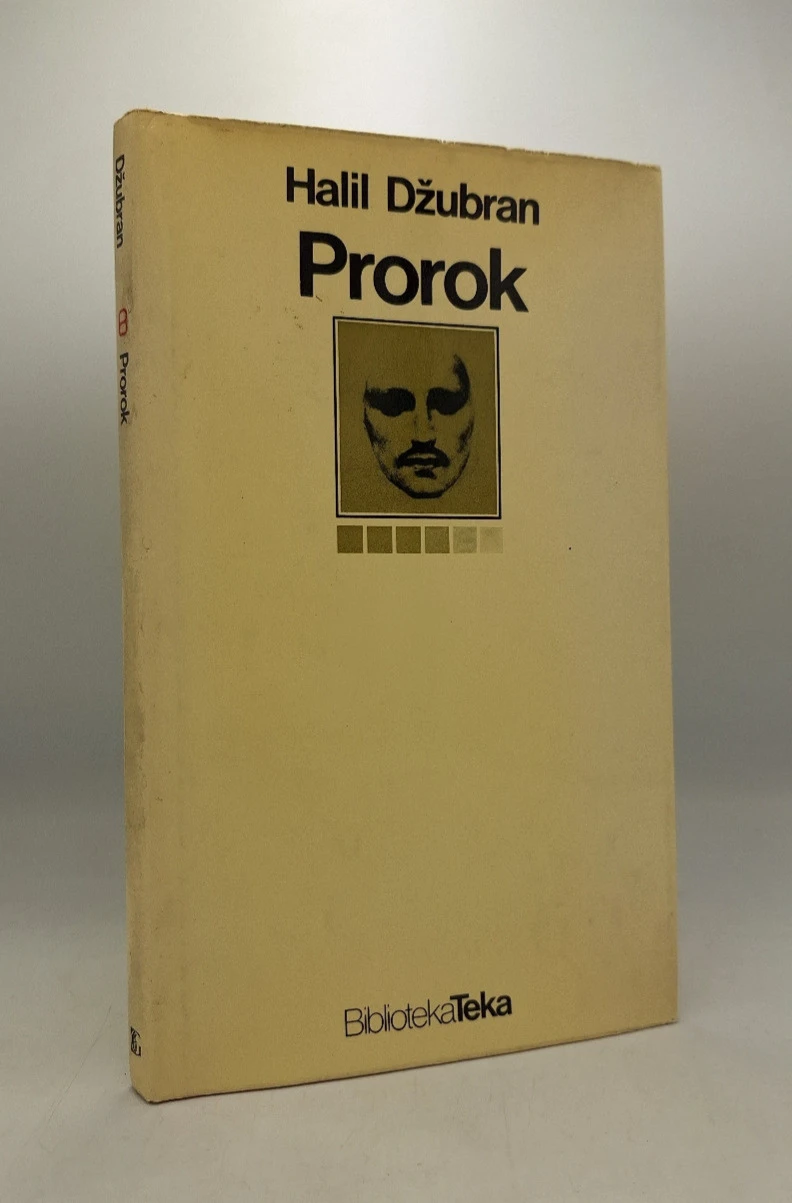 Halil Džubran
Prorok
BibliotekaTeka
Džubran
Prorok